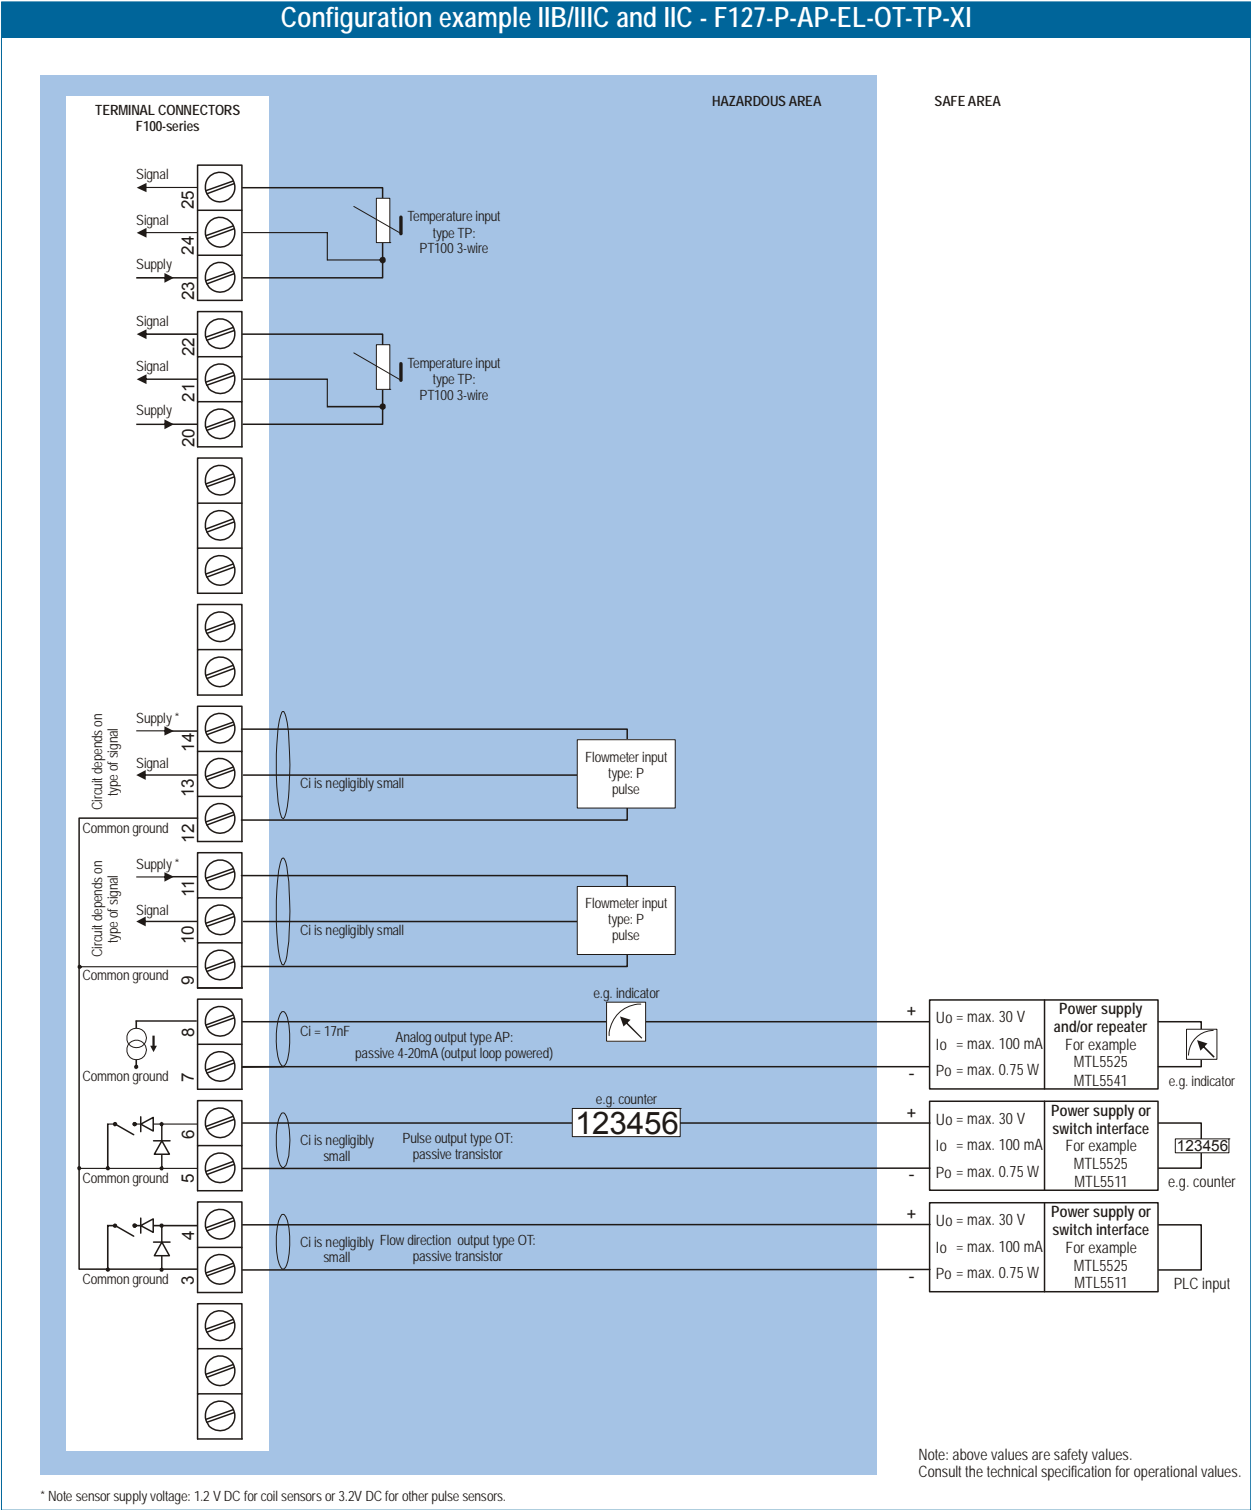 Configuration example IIB/IIIC and IIC - F127-P-AP-EL-OT-TP-XI
TERMINAL CONNECTORS
F100-series
HAZARDOUS AREA
SAFE AREA
Signal
25
Signal
24
Supply
23
Temperature input
type TP:
PT100 3-wire
Signal
22
Signal
21
Supply
20
Temperature input
type TP:
PT100 3-wire
Circuit depends on
type of signal
Supply *
14
Signal
13
Common ground
12
Ci is negligibly small
Flowmeter input
type: P
pulse
Circuit depends on
type of signal
Supply *
11
Signal
10
Common ground
9
Ci is negligibly small
Flowmeter input
type: P
pulse
8
Common ground
7
Ci = 17nF
Analog output type AP:
passive 4-20mA (output loop powered)
e.g. indicator
+
-
Uo = max. 30 V
Io = max. 100 mA
Po = max. 0.75 W
Power supply
and/or repeater
For example
MTL5525
MTL5541
e.g. indicator
6
Common ground
5
Ci is negligibly
small
Pulse output type OT:
passive transistor
e.g. counter
123456
+
-
Uo = max. 30 V
Io = max. 100 mA
Po = max. 0.75 W
Power supply or
switch interface
For example
MTL5525
MTL5511
123456
e.g. counter
4
Common ground
3
Ci is negligibly
small
Flow direction output type OT:
passive transistor
+
-
Uo = max. 30 V
Io = max. 100 mA
Po = max. 0.75 W
Power supply or
switch interface
For example
MTL5525
MTL5511
PLC input
Note: above values are safety values.
Consult the technical specification for operational values.
* Note sensor supply voltage: 1.2 V DC for coil sensors or 3.2V DC for other pulse sensors.